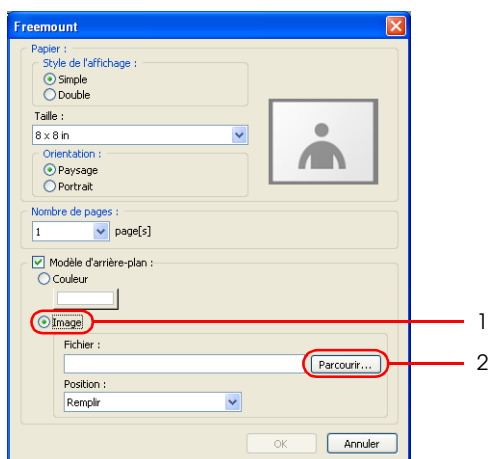 Freemount
Papier :
Style de l'affichage :
Simple
Double
Taille :
8 x 8 in
Orientation :
Paysage
Portrait
Nombre de pages :
1 page[s]
Modèle d'arrière-plan :
Couleur
Image 1
Fichier :
Parcourir... 2
Position :
Remplir
OK Annuler